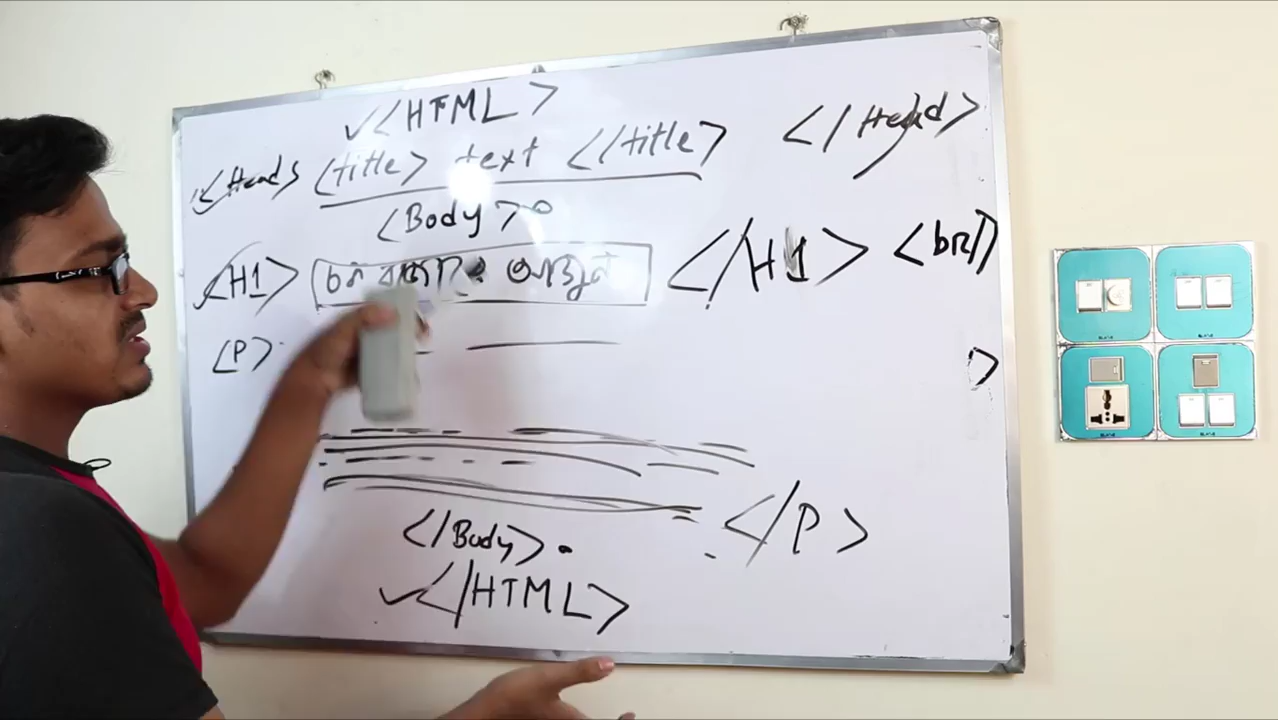 <HTML>
<Head> <title> text </title> </Head>
<Body>
<H1> </H1> <br>
<P>
</P>
</Body>
</HTML>